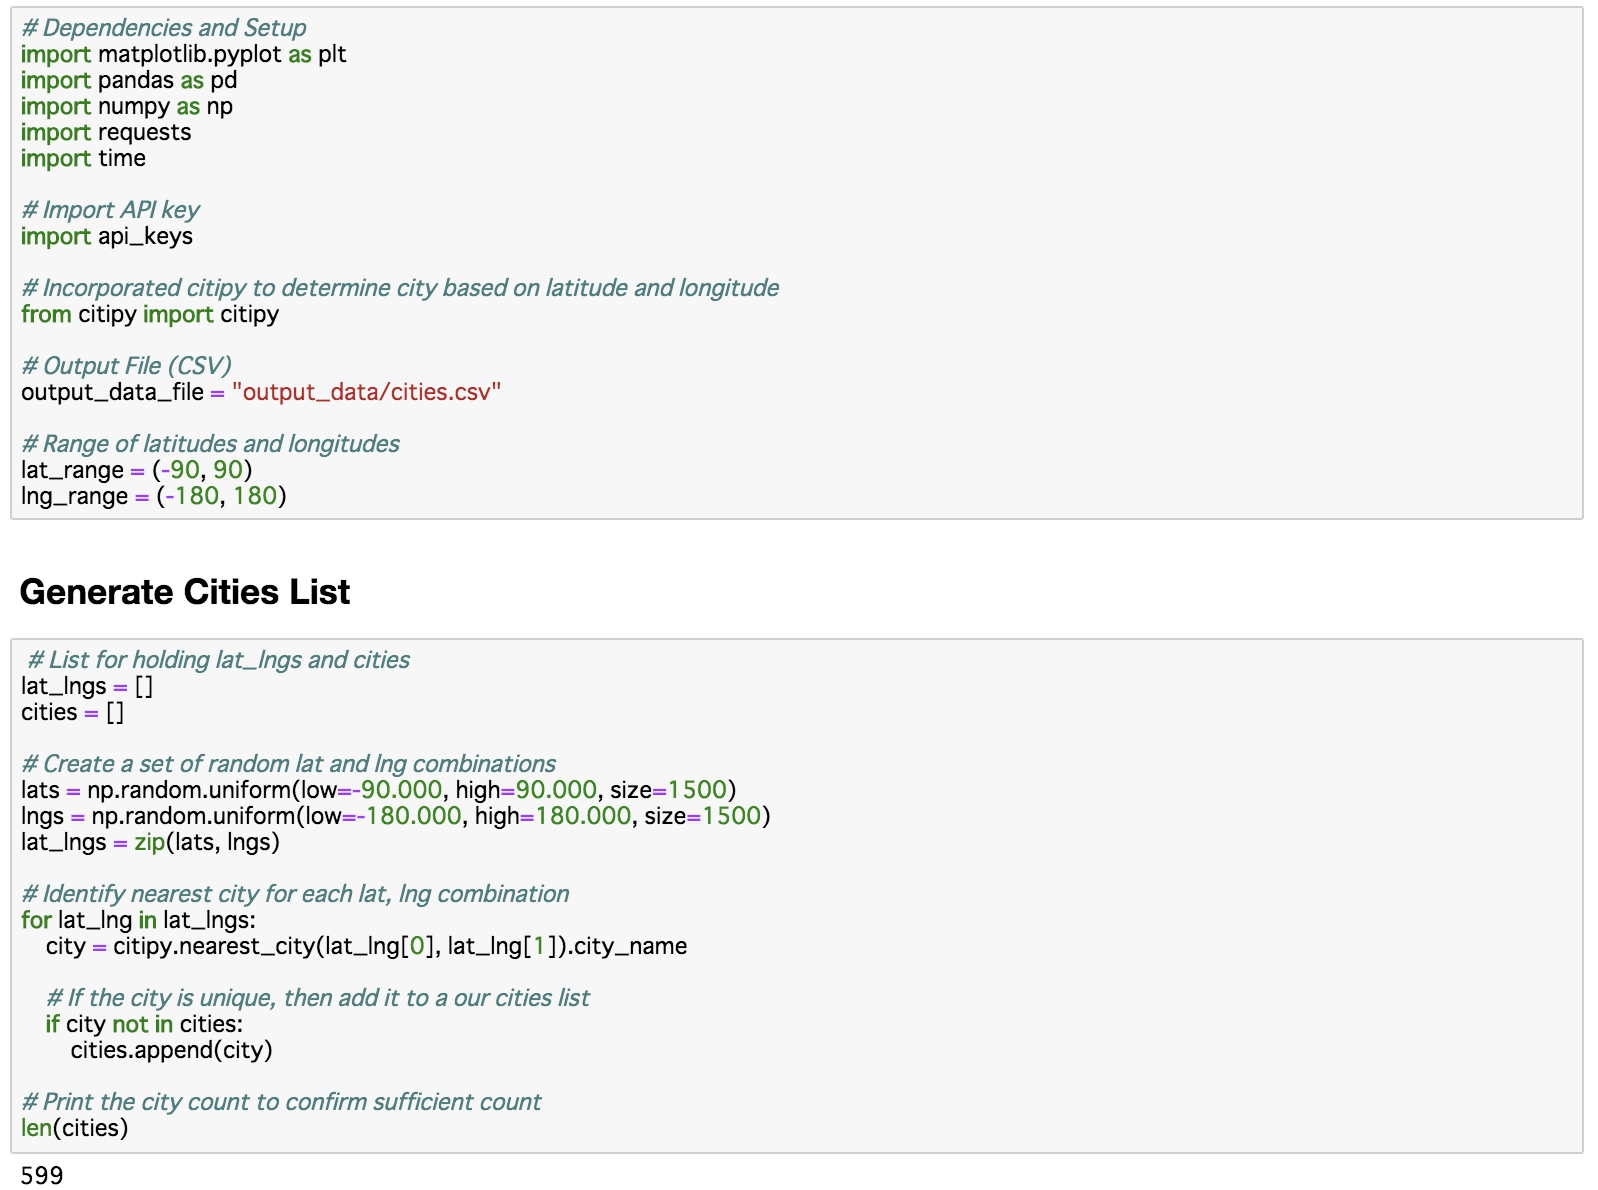 # Dependencies and Setup
import matplotlib.pyplot as plt
import pandas as pd
import numpy as np
import requests
import time
# Import API key
import api_keys
# Incorporated citipy to determine city based on latitude and longitude
from citipy import citipy
# Output File (CSV)
output_data_file = "output_data/cities.csv"
# Range of latitudes and longitudes
lat_range = (-90, 90)
lng_range = (-180, 180)
Generate Cities List
# List for holding lat_lngs and cities
lat_lngs = []
cities = []
# Create a set of random lat and lng combinations
lats = np.random.uniform(low=-90.000, high=90.000, size=1500)
lngs = np.random.uniform(low=-180.000, high=180.000, size=1500)
lat_lngs = zip(lats, lngs)
# Identify nearest city for each lat, lng combination
for lat_lng in lat_lngs:
    city = citipy.nearest_city(lat_lng[0], lat_lng[1]).city_name
    # If the city is unique, then add it to a our cities list
    if city not in cities:
        cities.append(city)
# Print the city count to confirm sufficient count
len(cities)
599